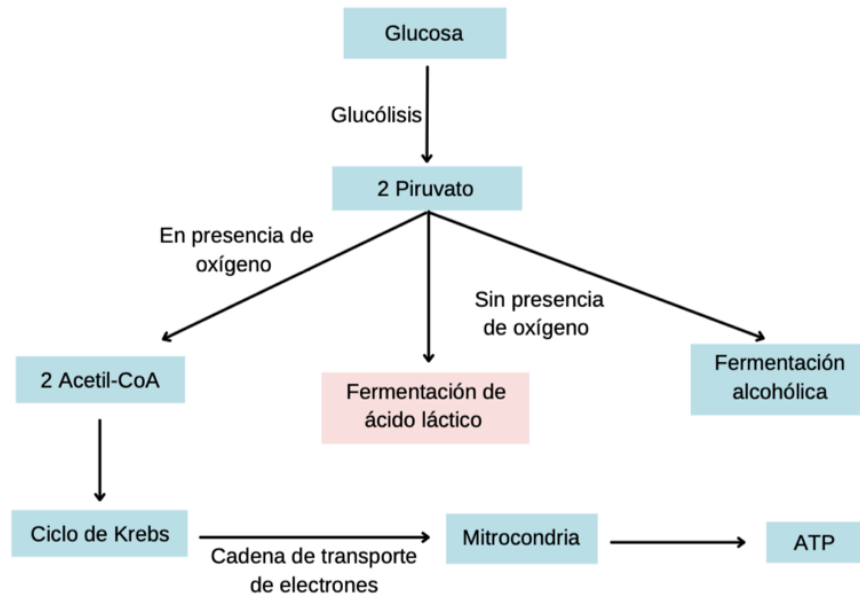 Glucosa
Glucólisis
2 Piruvato
En presencia de
oxígeno
Sin presencia
de oxígeno
2 Acetil-CoA
Fermentación de
ácido láctico
Fermentación
alcohólica
Ciclo de Krebs
Cadena de transporte
de electrones
Mitrocondria
ATP